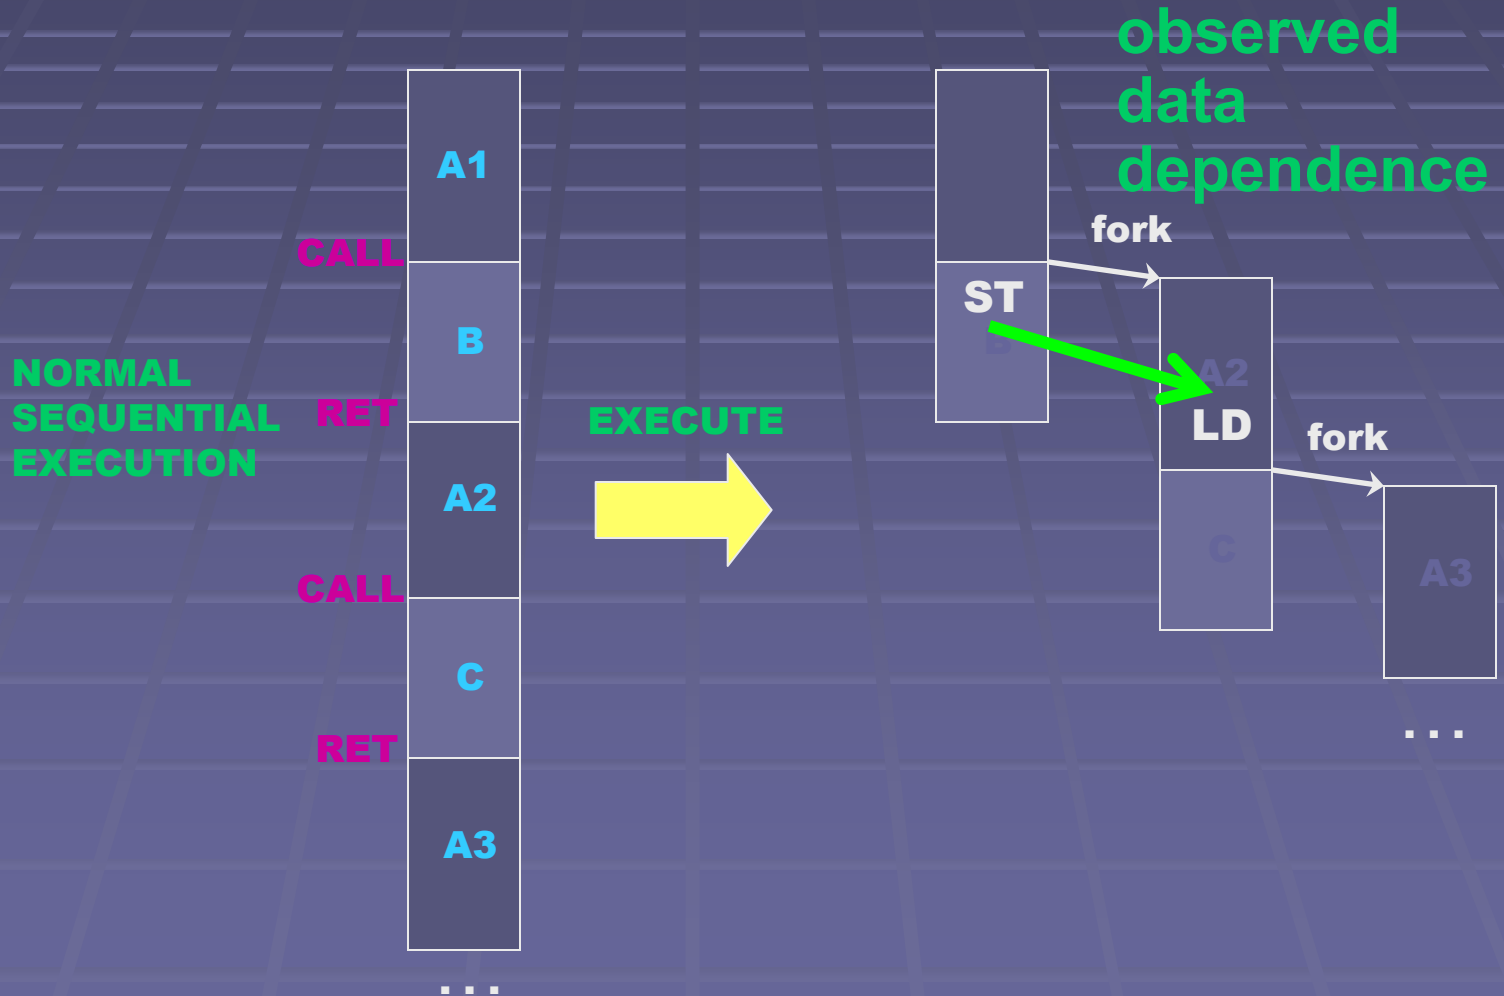 observed
data
dependence
A1
CALL
B
NORMAL
SEQUENTIAL
EXECUTION
RET
A2
CALL
C
RET
A3
...
EXECUTE
fork
ST
B
A2
LD
fork
C
A3
...